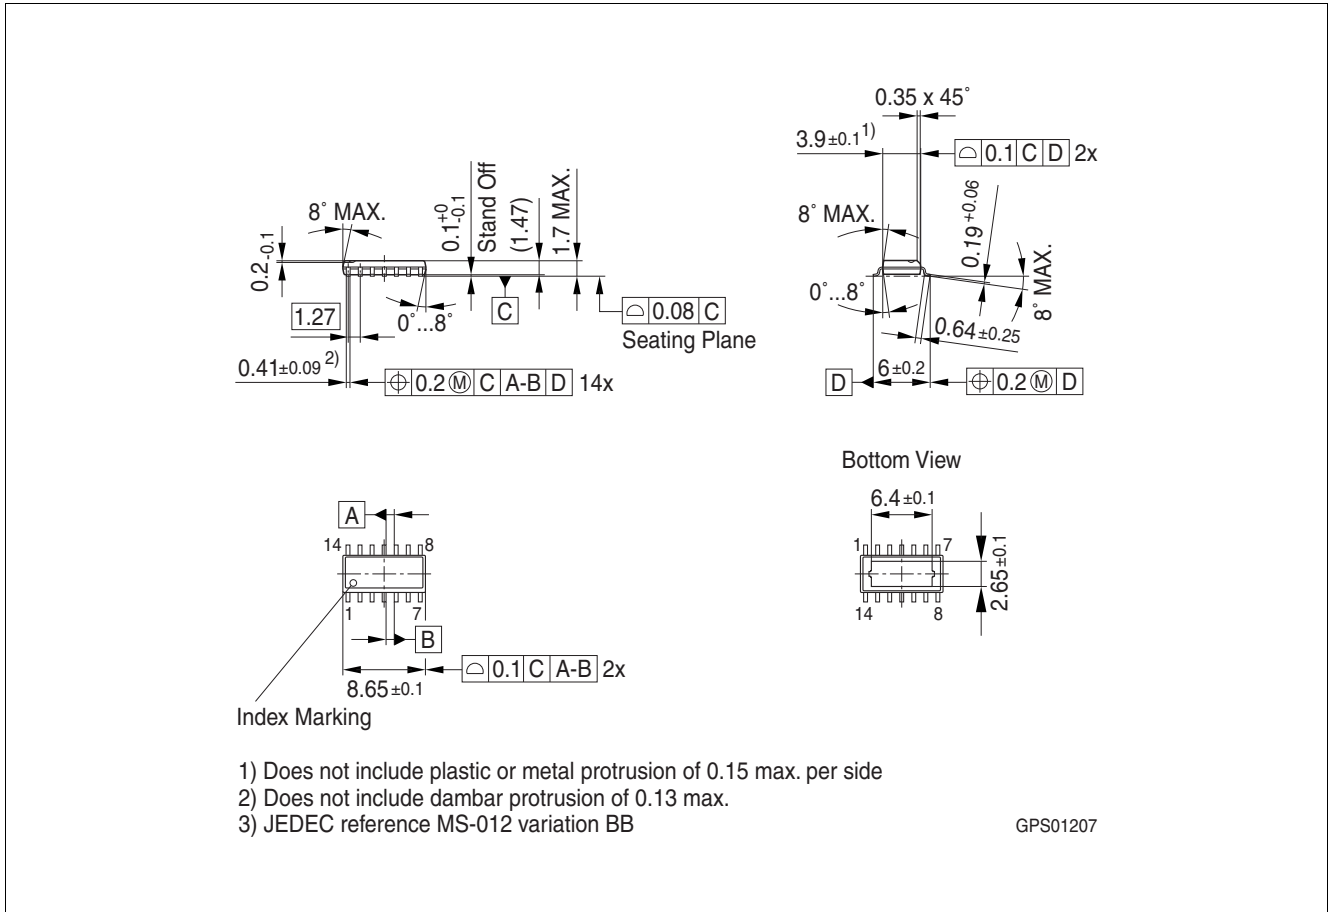 0.35 x 45°
3.9 ±0.1 1)
⌓ 0.1 C D 2x
8° MAX.
0.2 -0.1
0.1 +0 -0.1
Stand Off
(1.47)
1.7 MAX.
8° MAX.
0.19 +0.06
8° MAX.
1.27
0°...8°
C
⌓ 0.08 C
Seating Plane
0°...8°
0.64 ±0.25
0.41 ±0.09 2)
⌖ 0.2 Ⓜ C A-B D 14x
D
6 ±0.2
⌖ 0.2 Ⓜ D
Bottom View
6.4 ±0.1
A
14 8
1 7
2.65 ±0.1
1 7
14 8
B
⌓ 0.1 C A-B 2x
8.65 ±0.1
Index Marking
1) Does not include plastic or metal protrusion of 0.15 max. per side
2) Does not include dambar protrusion of 0.13 max.
3) JEDEC reference MS-012 variation BB
GPS01207